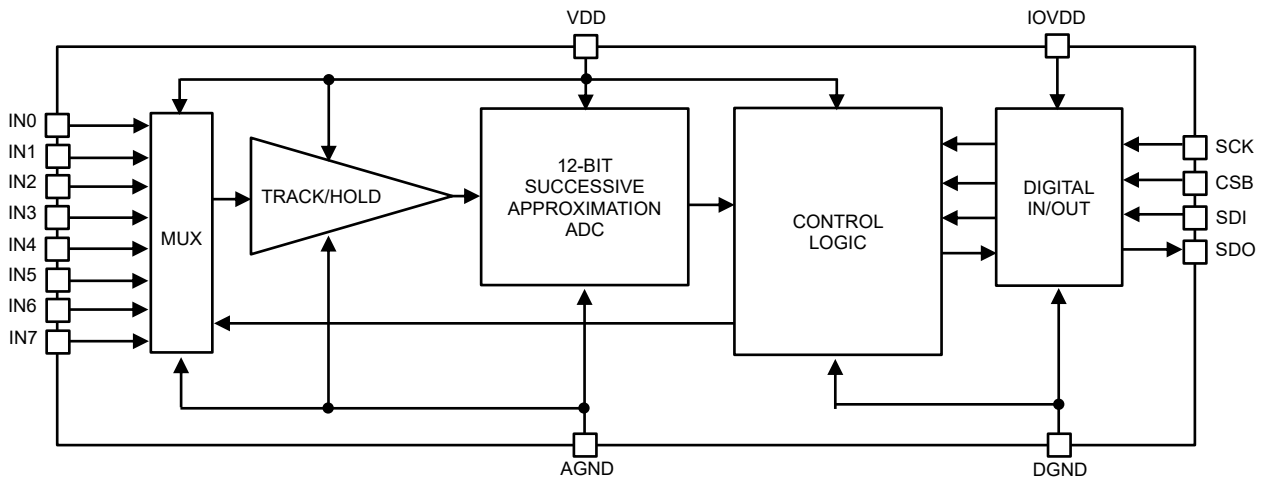 VDD
IOVDD
IN0
IN1
IN2
IN3
IN4
IN5
IN6
IN7
MUX
TRACK/HOLD
12-BIT
SUCCESSIVE
APPROXIMATION
ADC
CONTROL
LOGIC
DIGITAL
IN/OUT
SCK
CSB
SDI
SDO
AGND
DGND